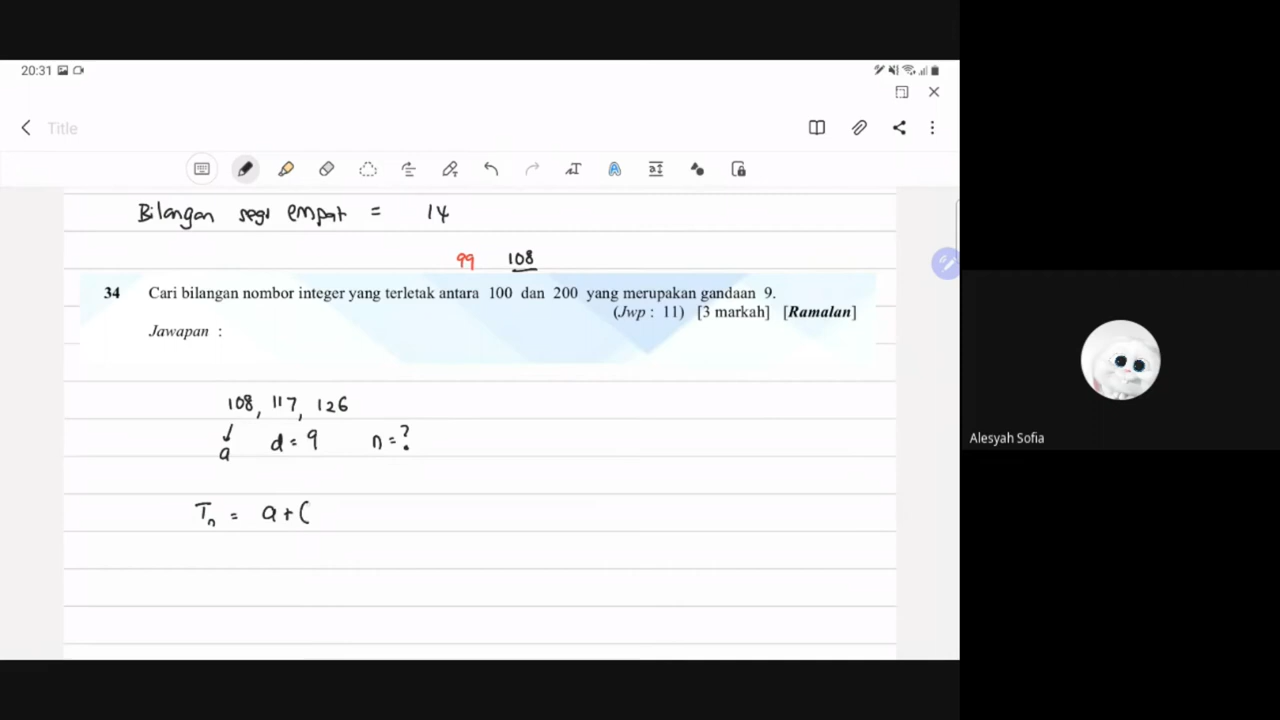 20:31
Title
Bilangan segi empat = 14
99 108
34 Cari bilangan nombor integer yang terletak antara 100 dan 200 yang merupakan gandaan 9.
(Jwp : 11) [3 markah] [Ramalan]
Jawapan :
108, 117, 126
a d = 9 n = ?
Tn = a + (
Alesyah Sofia